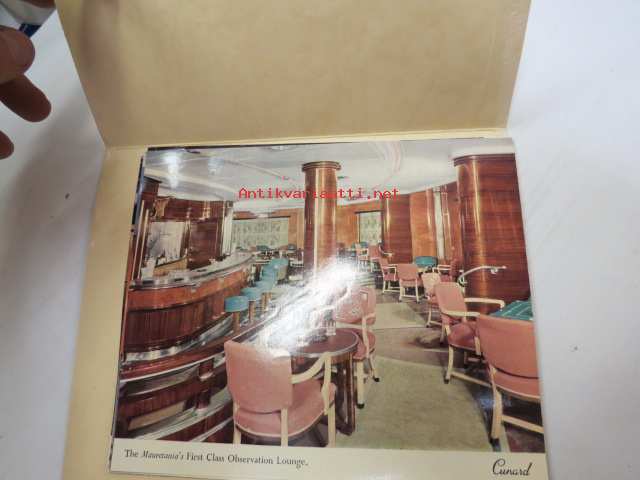 Antikvariaatti.net
The Mauretania's First Class Observation Lounge.
Cunard